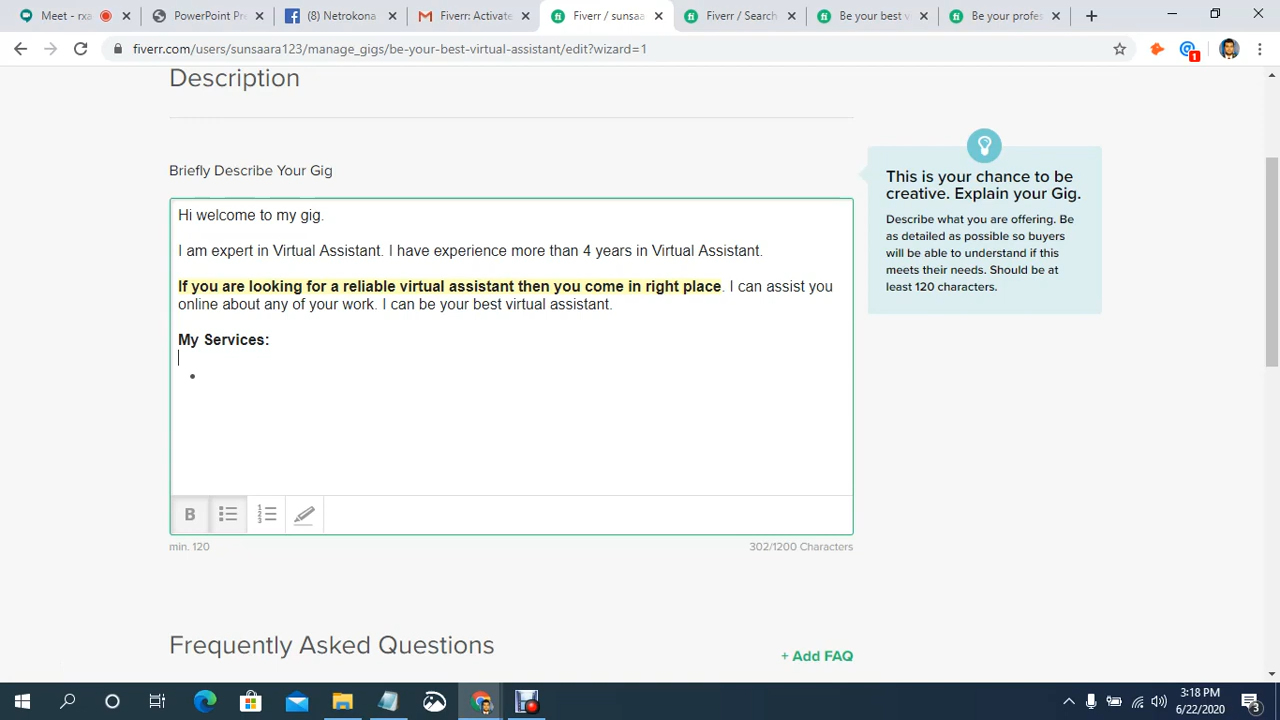 Meet - rxa
PowerPoint Pr
(8) Netrokona
Fiverr: Activate
Fiverr / sunsaa
Fiverr / Search
Be your best v
Be your profes
fiverr.com/users/sunsaara123/manage_gigs/be-your-best-virtual-assistant/edit?wizard=1
1
Description
Briefly Describe Your Gig
Hi welcome to my gig.
I am expert in Virtual Assistant. I have experience more than 4 years in Virtual Assistant.
If you are looking for a reliable virtual assistant then you come in right place. I can assist you
online about any of your work. I can be your best virtual assistant.
My Services:
•
B
min. 120
302/1200 Characters
This is your chance to be
creative. Explain your Gig.
Describe what you are offering. Be
as detailed as possible so buyers
will be able to understand if this
meets their needs. Should be at
least 120 characters.
Frequently Asked Questions
+ Add FAQ
3:18 PM
6/22/2020
3